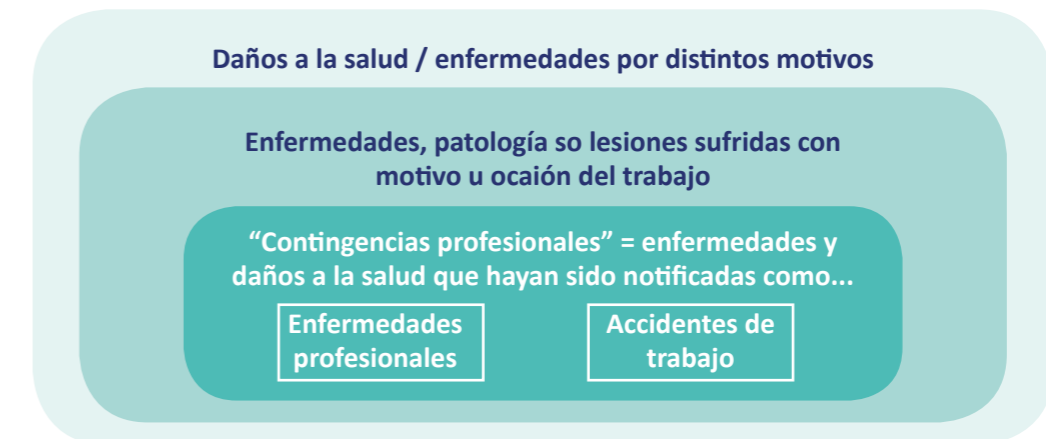 Daños a la salud / enfermedades por distintos motivos
Enfermedades, patología so lesiones sufridas con
motivo u ocaión del trabajo
“Contingencias profesionales” = enfermedades y
daños a la salud que hayan sido notificadas como...
Enfermedades
profesionales
Accidentes de
trabajo